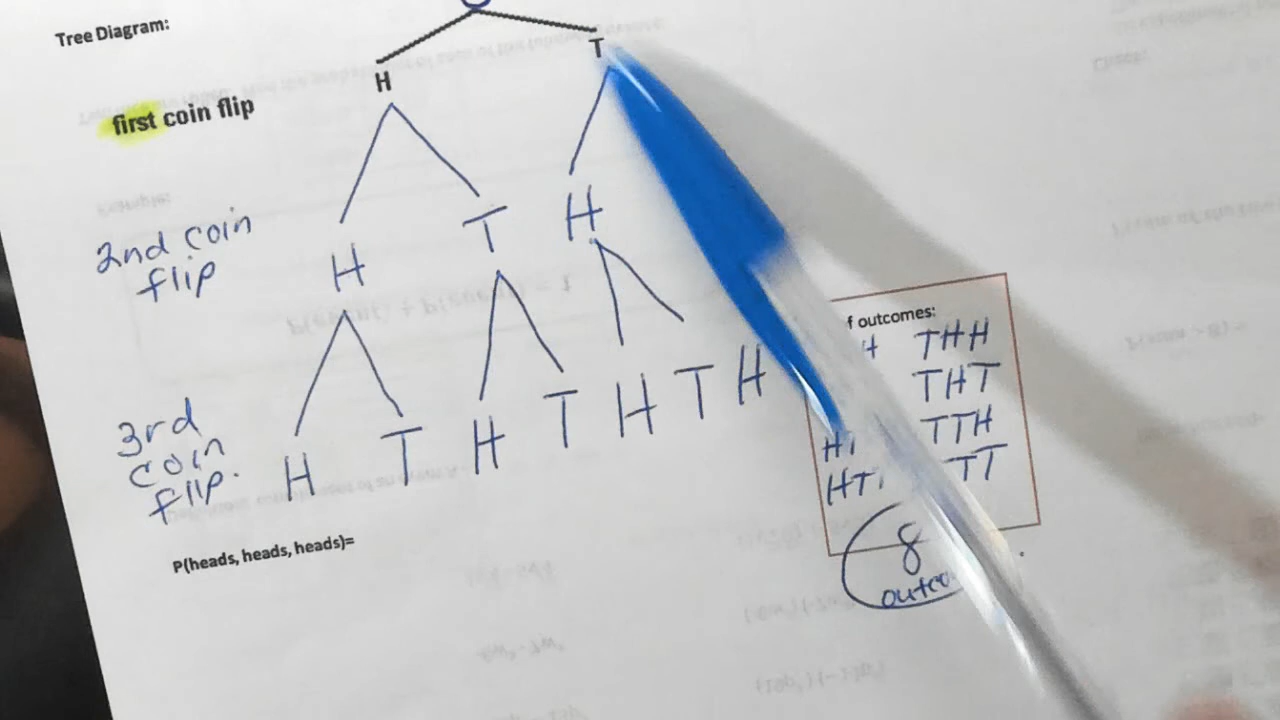 Tree Diagram:
H T
first coin flip
2nd coin
flip
H T H
3rd
coin
flip.
H T H T H T H
f outcomes:
H THH
THT
TTH
HT TT
8
P(heads, heads, heads)=